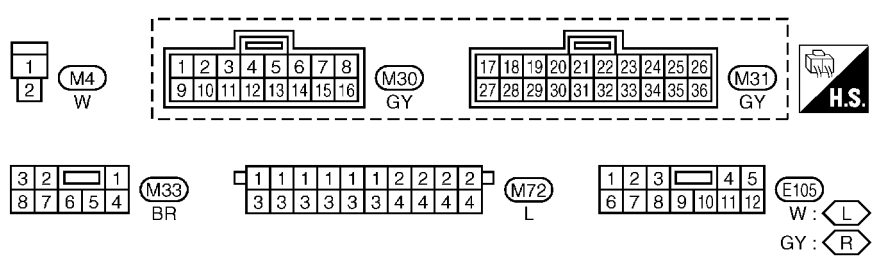 1
2
M4
W
1 2 3 4 5 6 7 8
9 10 11 12 13 14 15 16
M30
GY
17 18 19 20 21 22 23 24 25 26
27 28 29 30 31 32 33 34 35 36
M31
GY
H.S.
3 2 1
8 7 6 5 4
M33
BR
1 1 1 1 1 1 2 2 2 2
3 3 3 3 3 3 4 4 4 4
M72
L
1 2 3 4 5
6 7 8 9 10 11 12
E105
W : L
GY : R